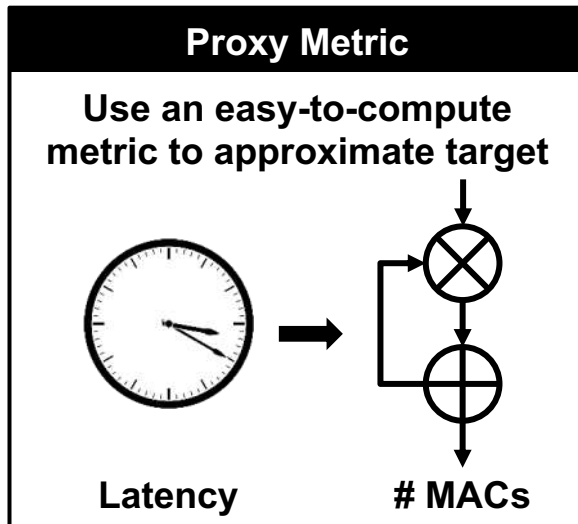 Proxy Metric
Use an easy-to-compute
metric to approximate target
Latency
# MACs